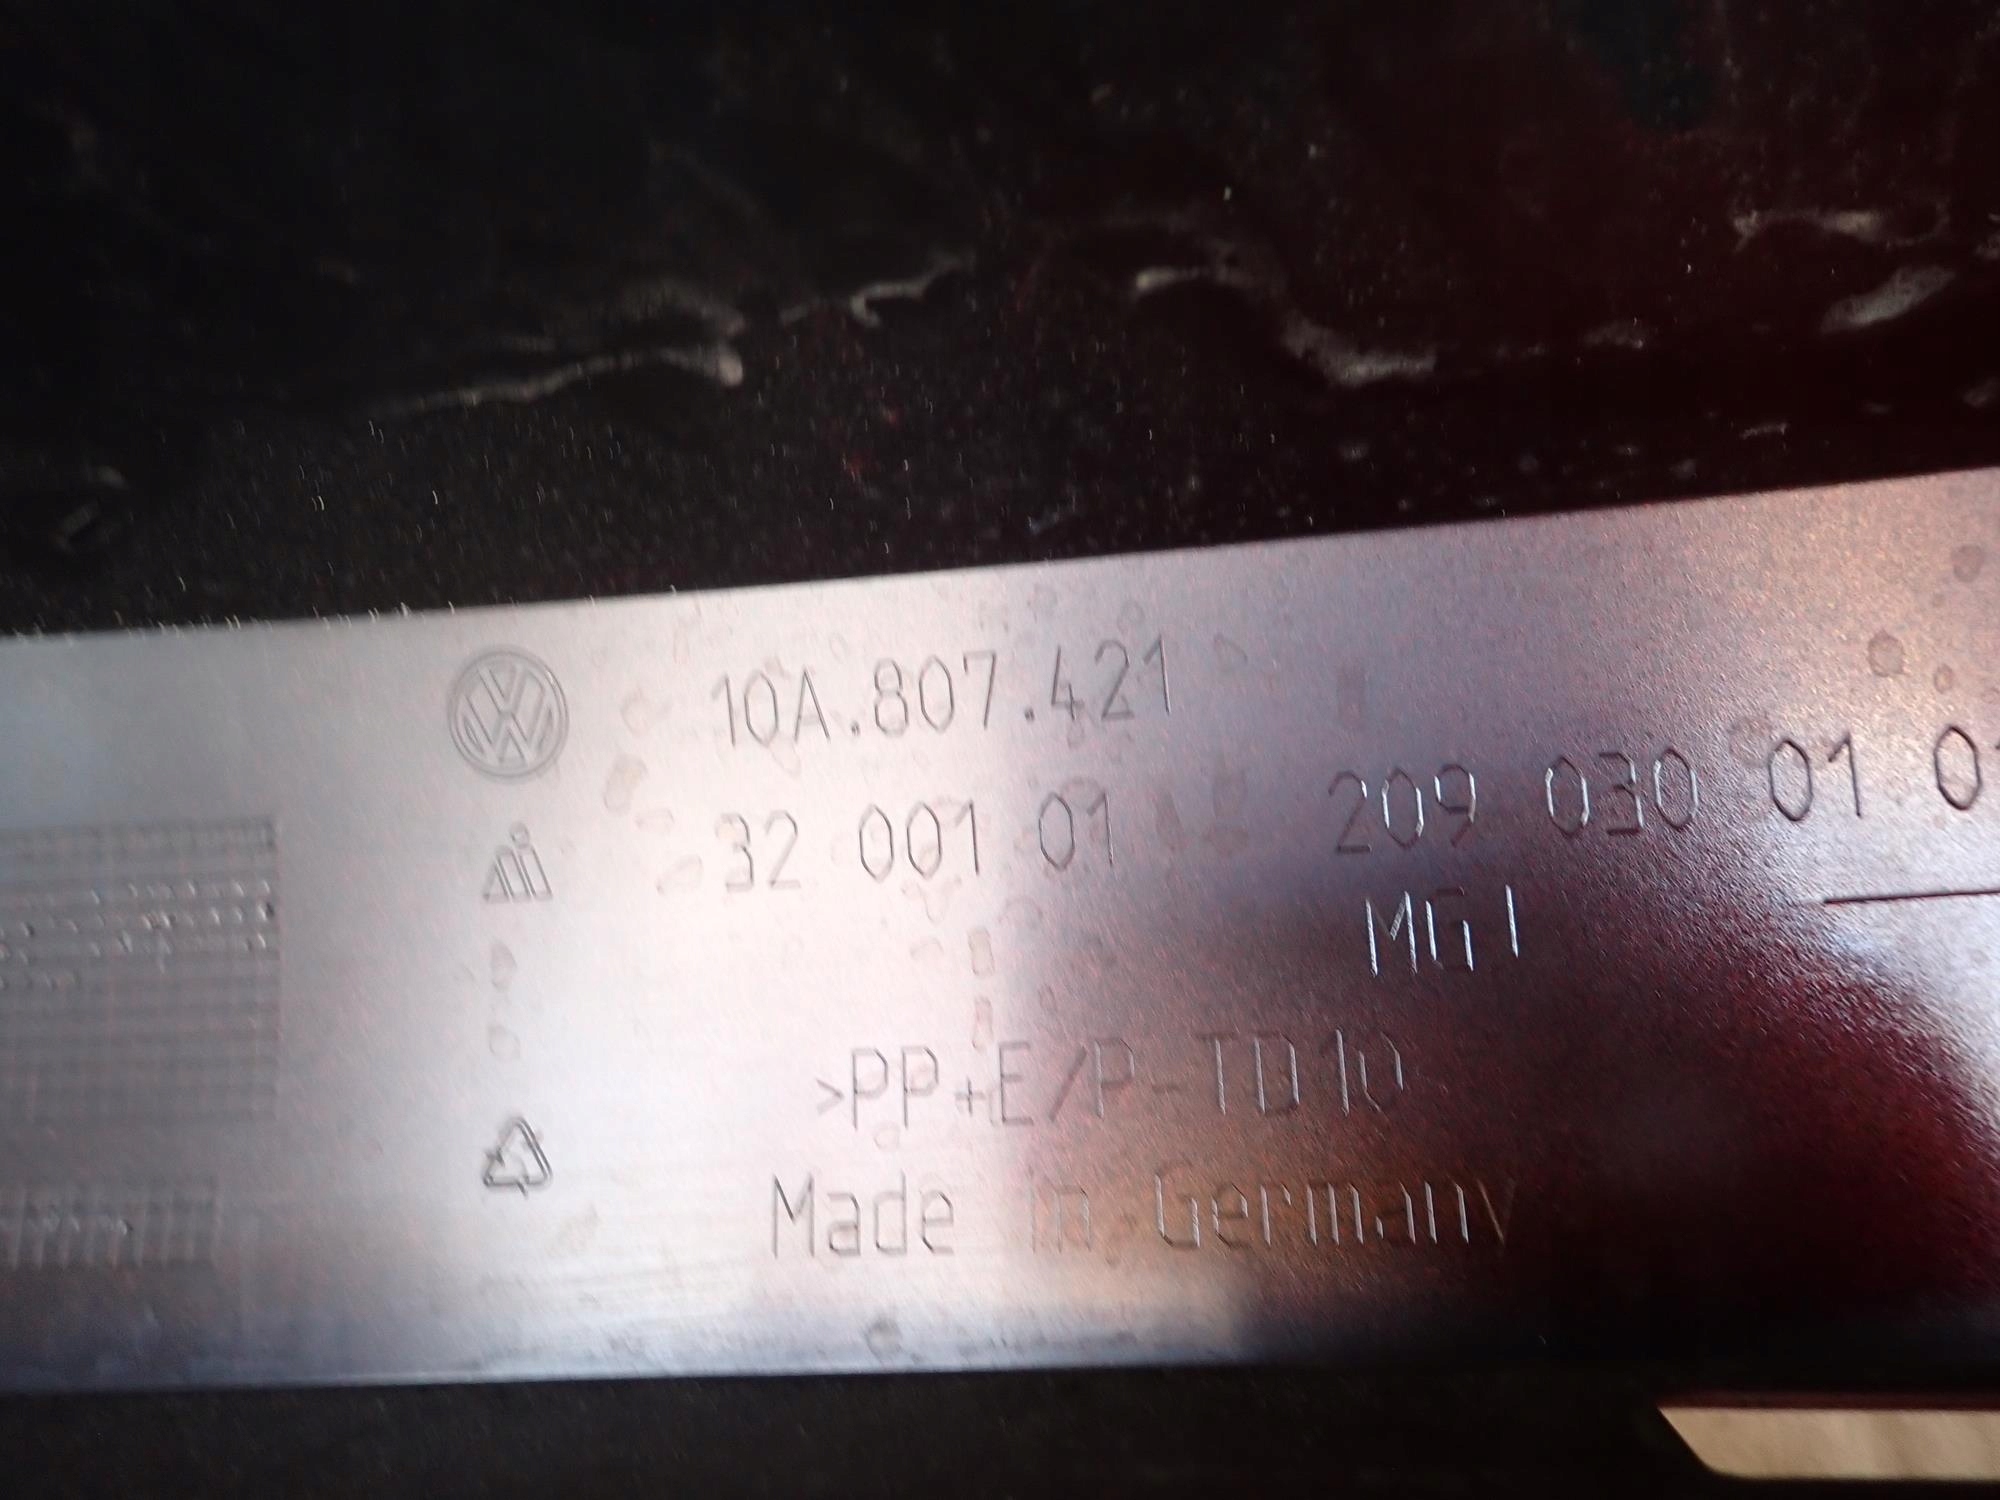 10A.807.421
32 001 01 209 030 01 0
MG1
>PP+E/P-TD10
Made in Germany